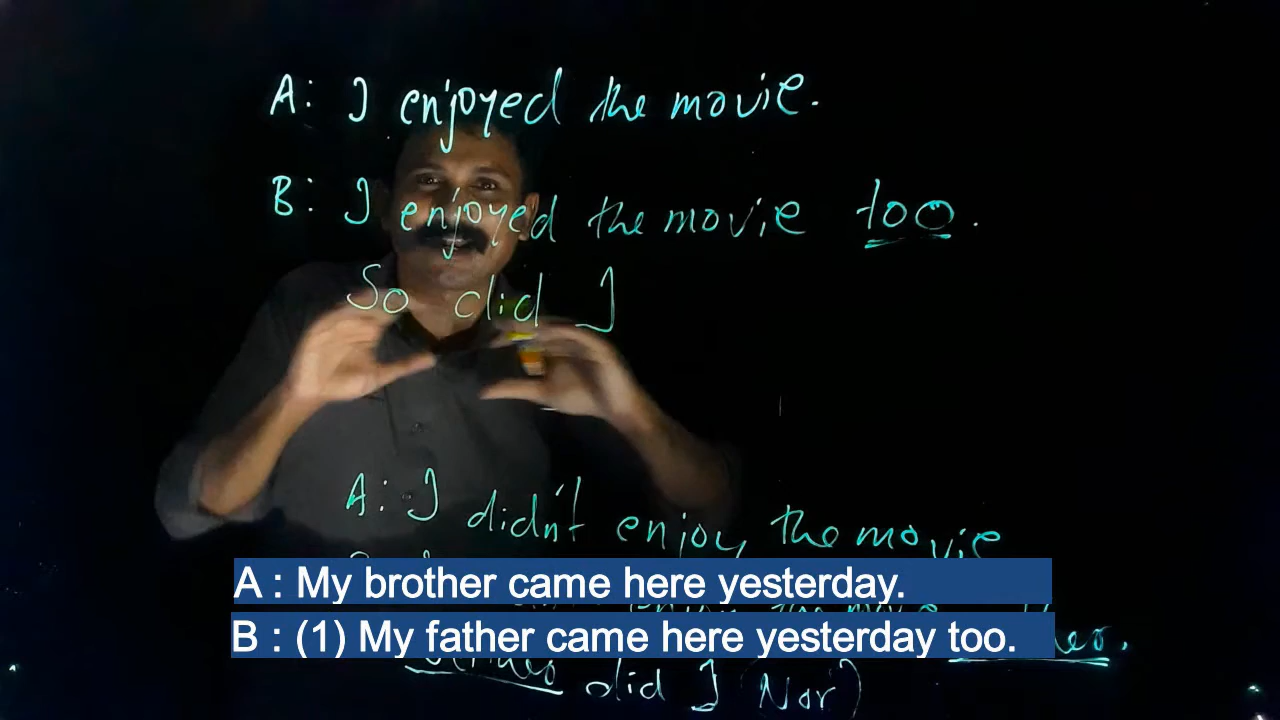 A: I enjoyed the movie.
B: I enjoyed the movie too.
So did I
A: I didn't enjoy the movie
A : My brother came here yesterday.
B : (1) My father came here yesterday too.
did I (Nor)